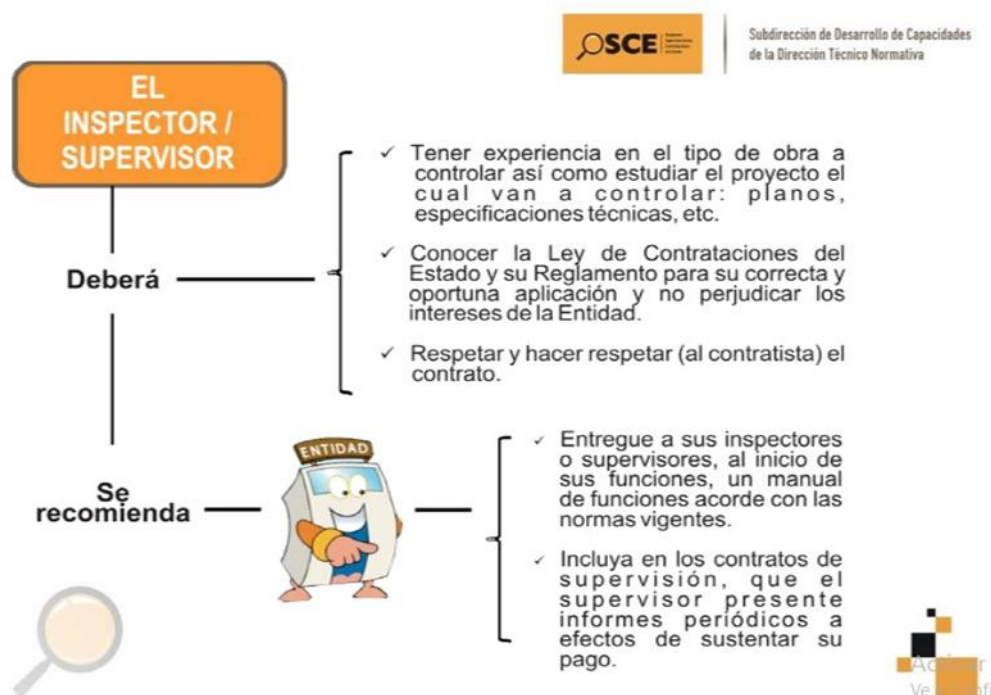 OSCE
Subdirección de Desarrollo de Capacidades
de la Dirección Técnico Normativa
EL
INSPECTOR /
SUPERVISOR
Deberá
✓ Tener experiencia en el tipo de obra a
controlar así como estudiar el proyecto el
cual van a controlar: planos,
especificaciones técnicas, etc.
✓ Conocer la Ley de Contrataciones del
Estado y su Reglamento para su correcta y
oportuna aplicación y no perjudicar los
intereses de la Entidad.
✓ Respetar y hacer respetar (al contratista) el
contrato.
Se
recomienda
ENTIDAD
✓ Entregue a sus inspectores
o supervisores, al inicio de
sus funciones, un manual
de funciones acorde con las
normas vigentes.
✓ Incluya en los contratos de
supervisión, que el
supervisor presente
informes periódicos a
efectos de sustentar su
pago.